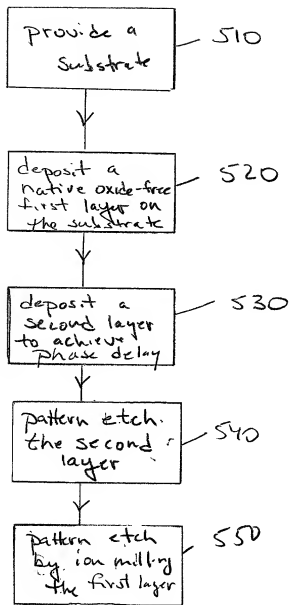 provide a
substrate
510
deposit a
native oxide-free
first layer on
the substrate
520
deposit a
second layer
to achieve
phase delay
530
pattern etch
the second
layer
540
pattern etch
by ion milling
the first layer
550